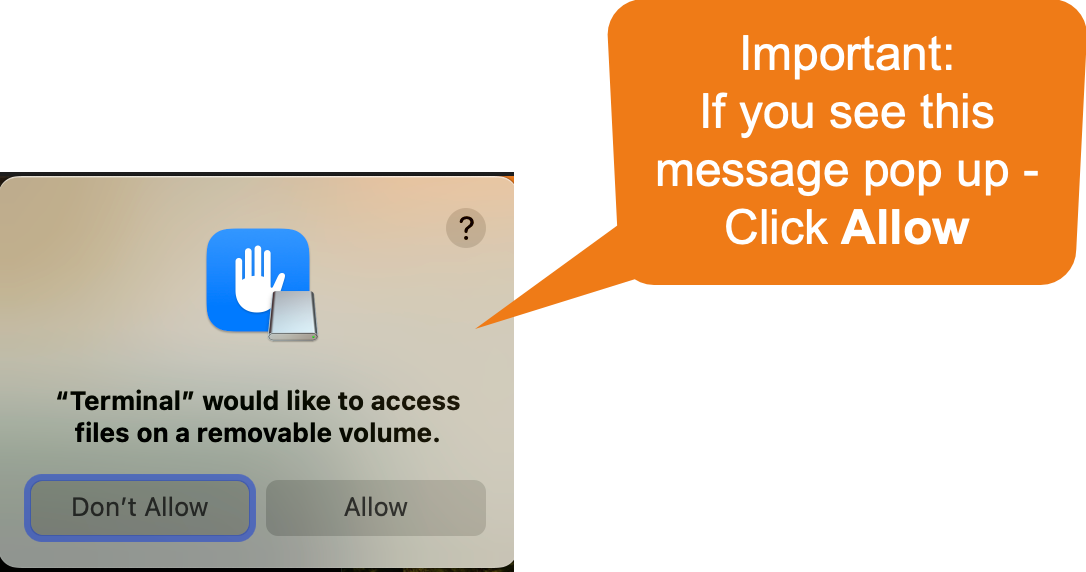 Important:
If you see this
message pop up -
Click Allow
?
“Terminal” would like to access
files on a removable volume.
Don’t Allow
Allow